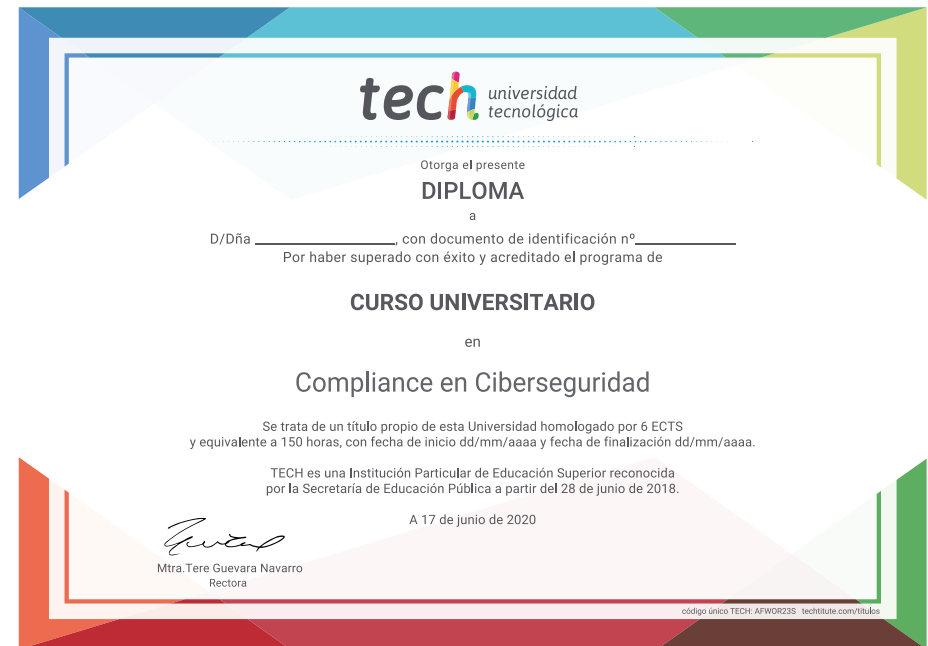 tech universidad
tecnológica
Otorga el presente
DIPLOMA
a
D/Dña ____________________, con documento de identificación nº______________
Por haber superado con éxito y acreditado el programa de
CURSO UNIVERSITARIO
en
Compliance en Ciberseguridad
Se trata de un título propio de esta Universidad homologado por 6 ECTS
y equivalente a 150 horas, con fecha de inicio dd/mm/aaaa y fecha de finalización dd/mm/aaaa.
TECH es una Institución Particular de Educación Superior reconocida
por la Secretaría de Educación Pública a partir del 28 de junio de 2018.
A 17 de junio de 2020
Mtra.Tere Guevara Navarro
Rectora
código único TECH: AFWOR23S techtitute.com/titulos